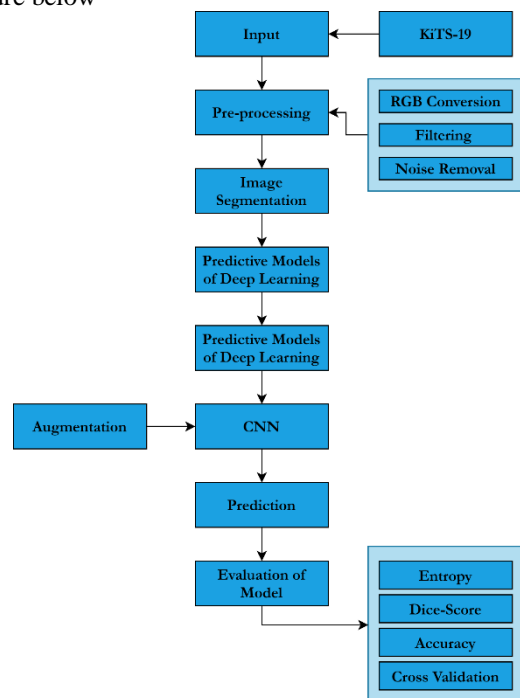 ure below
Input
KiTS-19
Pre-processing
RGB Conversion
Filtering
Noise Removal
Image
Segmentation
Predictive Models
of Deep Learning
Predictive Models
of Deep Learning
Augmentation
CNN
Prediction
Evaluation of
Model
Entropy
Dice-Score
Accuracy
Cross Validation